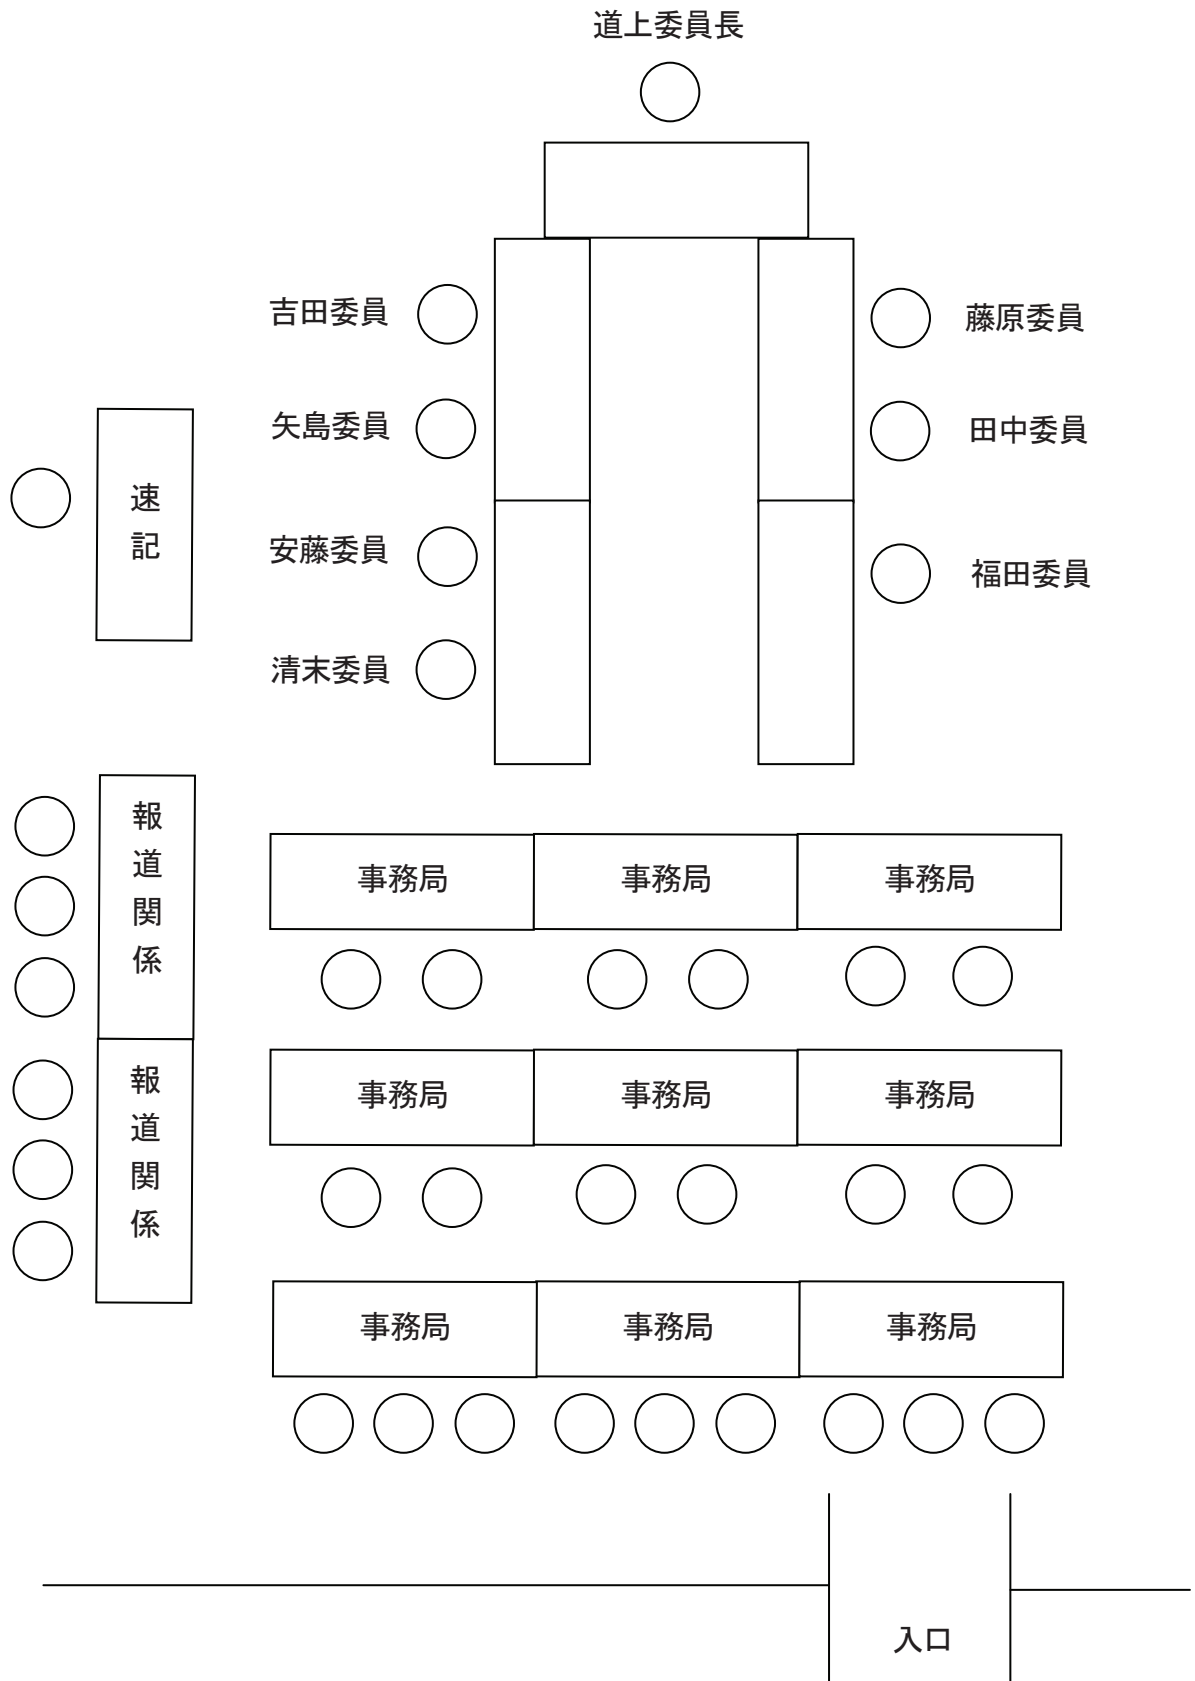 道上委員長
吉田委員
藤原委員
矢島委員
田中委員
速記
安藤委員
福田委員
清末委員
報道関係
事務局
事務局
事務局
報道関係
事務局
事務局
事務局
事務局
事務局
事務局
入口